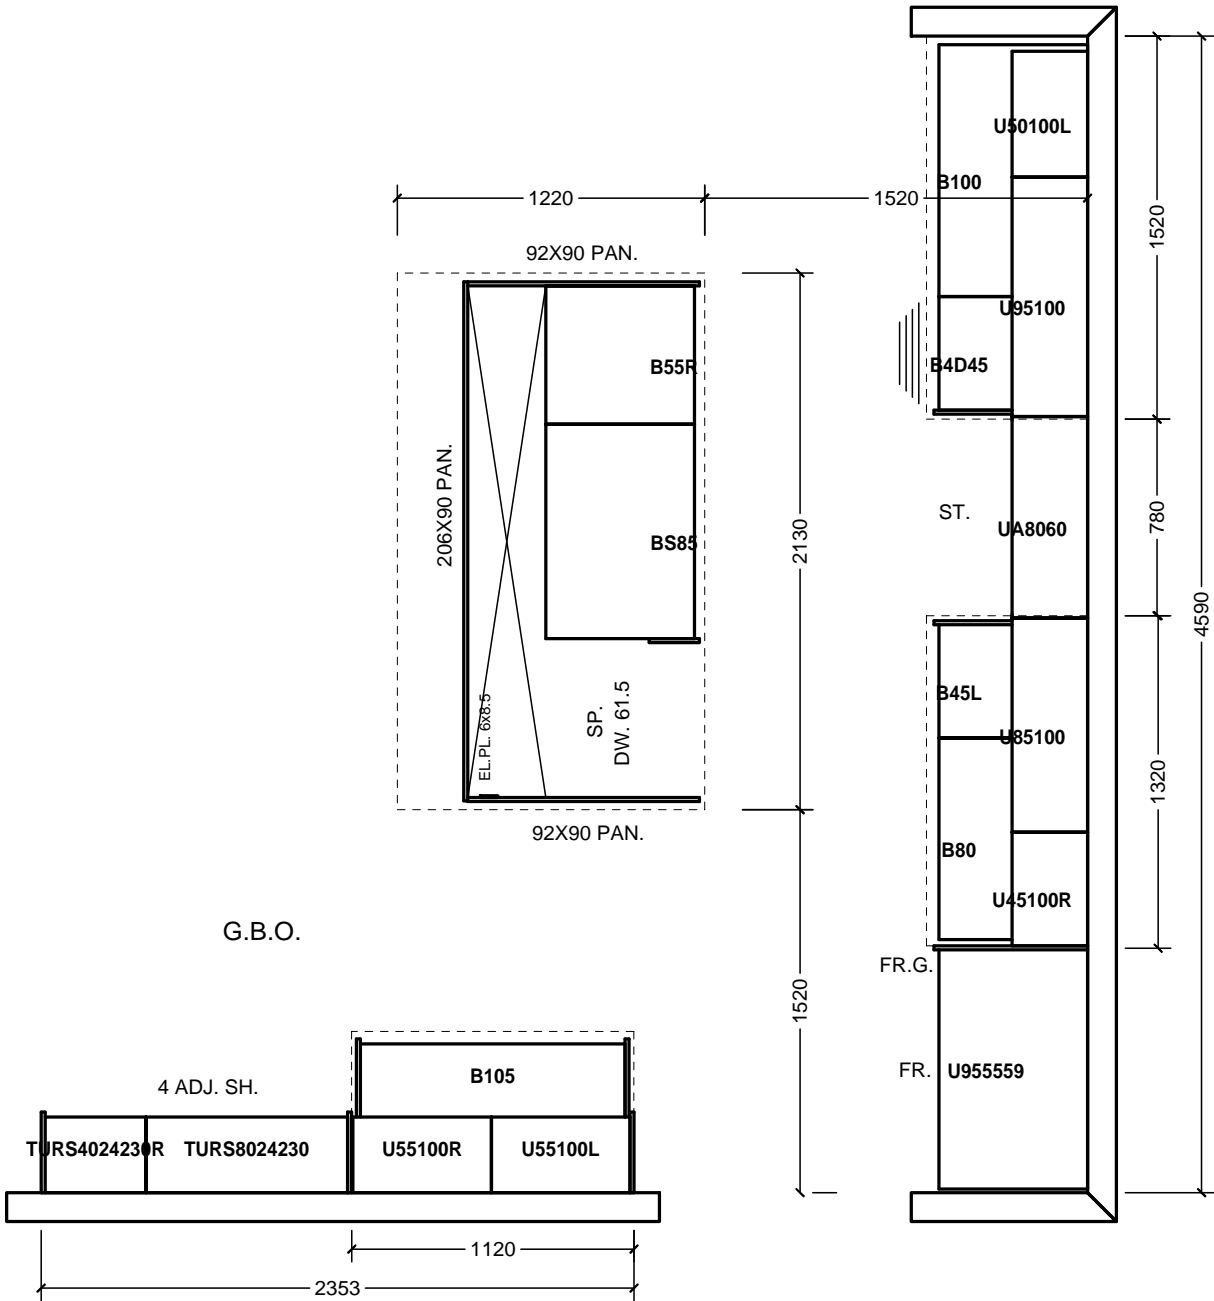 U50100L
B100
1220
1520
1520
92X90 PAN.
U95100
B4D45
B55R
206X90 PAN.
ST.
UA8060
780
BS85
2130
4590
EL.PL. 6x8.5
SP.
DW. 61.5
B45L
U85100
1320
92X90 PAN.
B80
U45100R
G.B.O.
FR.G.
1520
FR.
U955559
B105
4 ADJ. SH.
TURS4024230R
TURS8024230
U55100R
U55100L
1120
2353